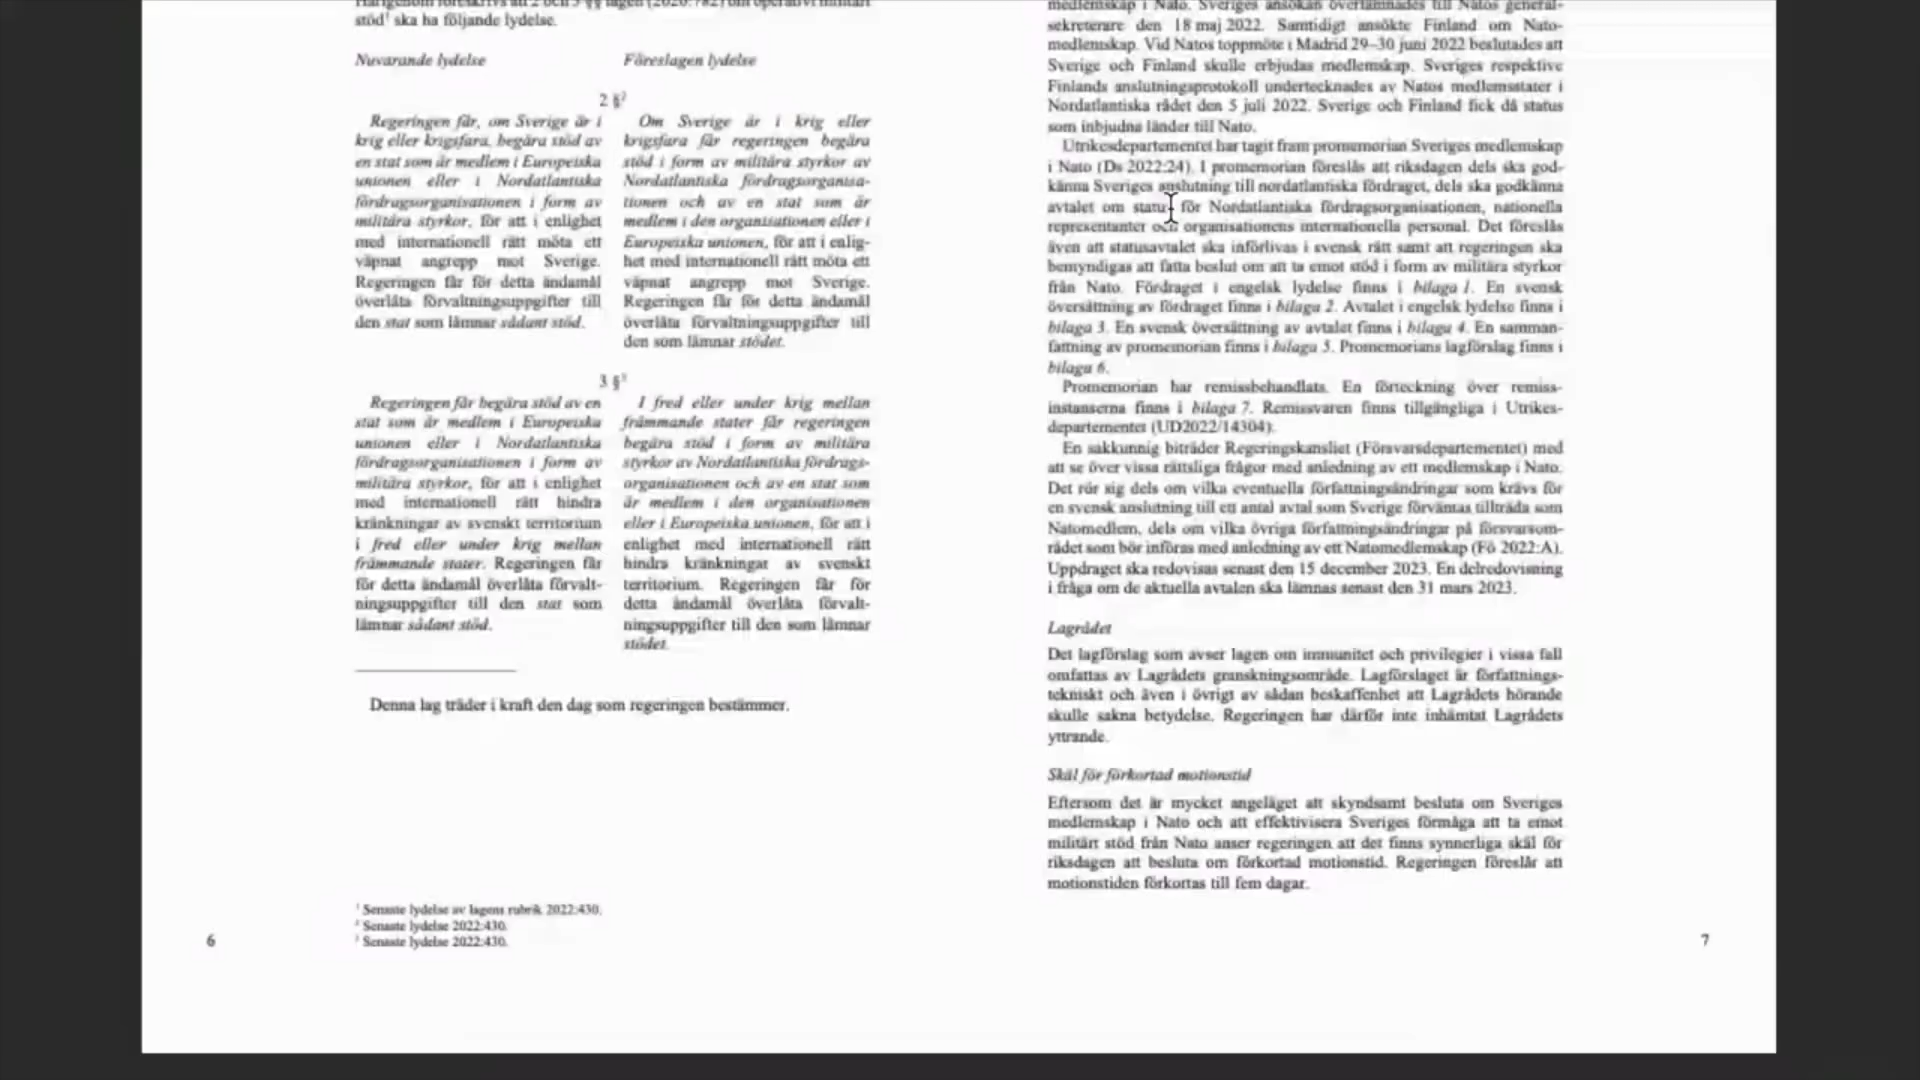 stöd¹ ska ha följande lydelse.
Nuvarande lydelse
Föreslagen lydelse
2 §²
Regeringen får, om Sverige är i
krig eller krigsfara, begära stöd av
en stat som är medlem i Europeiska
unionen eller i Nordatlantiska
fördragsorganisationen i form av
militära styrkor, för att i enlighet
med internationell rätt möta ett
väpnat angrepp mot Sverige.
Regeringen får för detta ändamål
överlåta förvaltningsuppgifter till
den stat som lämnar sådant stöd.
Om Sverige är i krig eller
krigsfara får regeringen begära
stöd i form av militära styrkor av
Nordatlantiska fördragsorganisa-
tionen och av en stat som är
medlem i den organisationen eller i
Europeiska unionen, för att i enlig-
het med internationell rätt möta ett
väpnat angrepp mot Sverige.
Regeringen får för detta ändamål
överlåta förvaltningsuppgifter till
den som lämnar stödet.
3 §³
Regeringen får begära stöd av en
stat som är medlem i Europeiska
unionen eller i Nordatlantiska
fördragsorganisationen i form av
militära styrkor, för att i enlighet
med internationell rätt hindra
kränkningar av svenskt territorium
i fred eller under krig mellan
främmande stater. Regeringen får
för detta ändamål överlåta förvalt-
ningsuppgifter till den stat som
lämnar sådant stöd.
I fred eller under krig mellan
främmande stater får regeringen
begära stöd i form av militära
styrkor av Nordatlantiska fördrags-
organisationen och av en stat som
är medlem i den organisationen
eller i Europeiska unionen, för att i
enlighet med internationell rätt
hindra kränkningar av svenskt
territorium. Regeringen får för
detta ändamål överlåta förvalt-
ningsuppgifter till den som lämnar
stödet.
Denna lag träder i kraft den dag som regeringen bestämmer.
¹ Senaste lydelse av lagens rubrik 2022:430.
² Senaste lydelse 2022:430.
³ Senaste lydelse 2022:430.
6
medlemskap i Nato. Sveriges ansökan överlämnades till Natos general-
sekreterare den 18 maj 2022. Samtidigt ansökte Finland om Nato-
medlemskap. Vid Natos toppmöte i Madrid 29–30 juni 2022 beslutades att
Sverige och Finland skulle erbjudas medlemskap. Sveriges respektive
Finlands anslutningsprotokoll undertecknades av Natos medlemsstater i
Nordatlantiska rådet den 5 juli 2022. Sverige och Finland fick då status
som inbjudna länder till Nato.
Utrikesdepartementet har tagit fram promemorian Sveriges medlemskap
i Nato (Ds 2022:24). I promemorian föreslås att riksdagen dels ska god-
känna Sveriges anslutning till nordatlantiska fördraget, dels ska godkänna
avtalet om status för Nordatlantiska fördragsorganisationen, nationella
representanter och organisationens internationella personal. Det föreslås
även att statusavtalet ska införlivas i svensk rätt samt att regeringen ska
bemyndigas att fatta beslut om att ta emot stöd i form av militära styrkor
från Nato. Fördraget i engelsk lydelse finns i bilaga 1. En svensk
översättning av fördraget finns i bilaga 2. Avtalet i engelsk lydelse finns i
bilaga 3. En svensk översättning av avtalet finns i bilaga 4. En samman-
fattning av promemorian finns i bilaga 5. Promemorians lagförslag finns i
bilaga 6.
Promemorian har remissbehandlats. En förteckning över remiss-
instanserna finns i bilaga 7. Remissvaren finns tillgängliga i Utrikes-
departementet (UD2022/14304).
En sakkunnig biträder Regeringskansliet (Försvarsdepartementet) med
att se över vissa rättsliga frågor med anledning av ett medlemskap i Nato.
Det rör sig dels om vilka eventuella författningsändringar som krävs för
en svensk anslutning till ett antal avtal som Sverige förväntas tillträda som
Natomedlem, dels om vilka övriga författningsändringar på försvarsom-
rådet som bör införas med anledning av ett Natomedlemskap (Fö 2022:A).
Uppdraget ska redovisas senast den 15 december 2023. En delredovisning
i fråga om de aktuella avtalen ska lämnas senast den 31 mars 2023.
Lagrådet
Det lagförslag som avser lagen om immunitet och privilegier i vissa fall
omfattas av Lagrådets granskningsområde. Lagförslaget är författnings-
tekniskt och även i övrigt av sådan beskaffenhet att Lagrådets hörande
skulle sakna betydelse. Regeringen har därför inte inhämtat Lagrådets
yttrande.
Skäl för förkortad motionstid
Eftersom det är mycket angeläget att skyndsamt besluta om Sveriges
medlemskap i Nato och att effektivisera Sveriges förmåga att ta emot
militärt stöd från Nato anser regeringen att det finns synnerliga skäl för
riksdagen att besluta om förkortad motionstid. Regeringen föreslår att
motionstiden förkortas till fem dagar.
7